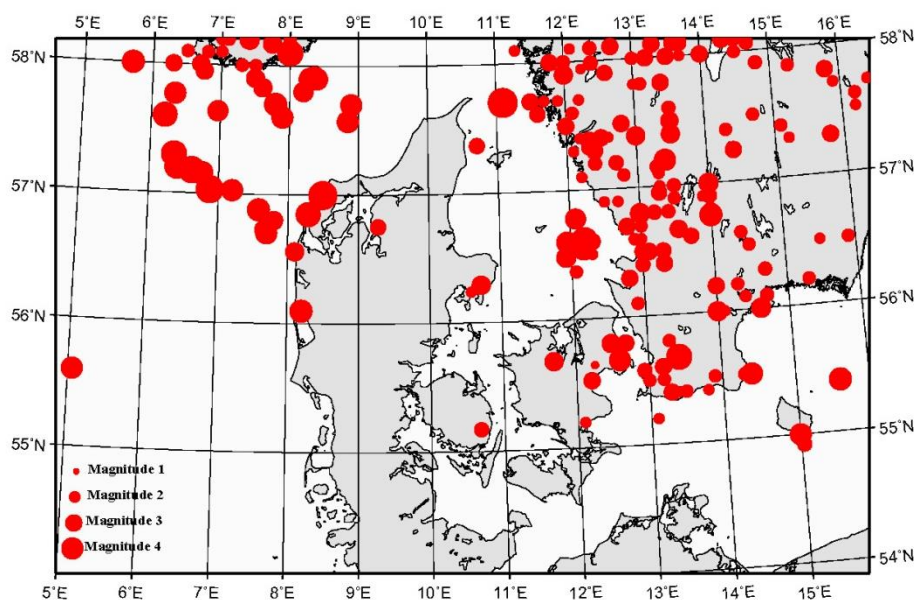 5°E 6°E 7°E 8°E 9°E 10°E 11°E 12°E 13°E 14°E 15°E 16°E
58°N 58°N
57°N 57°N
56°N 56°N
55°N 55°N
Magnitude 1
Magnitude 2
Magnitude 3
Magnitude 4
54°N
5°E 6°E 7°E 8°E 9°E 10°E 11°E 12°E 13°E 14°E 15°E